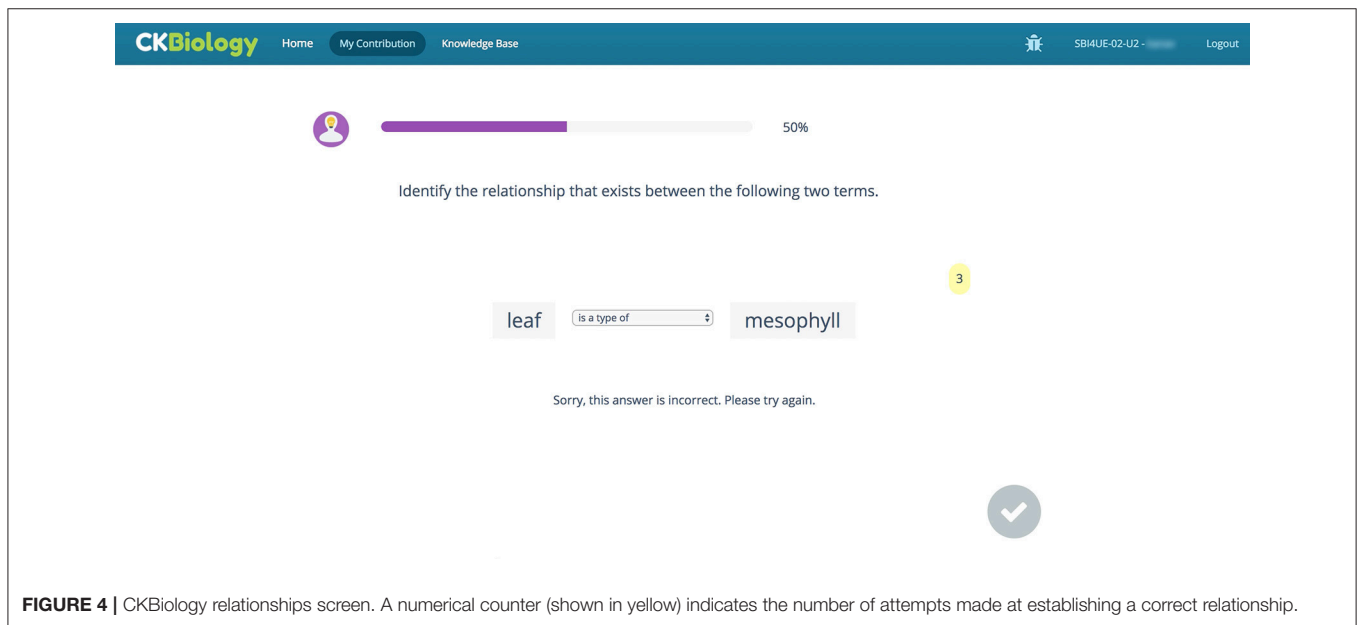 CKBiology Home My Contribution Knowledge Base SBI4UE-02-U2 - Logout
50%
Identify the relationship that exists between the following two terms.
3
leaf is a type of mesophyll
Sorry, this answer is incorrect. Please try again.
FIGURE 4 | CKBiology relationships screen. A numerical counter (shown in yellow) indicates the number of attempts made at establishing a correct relationship.